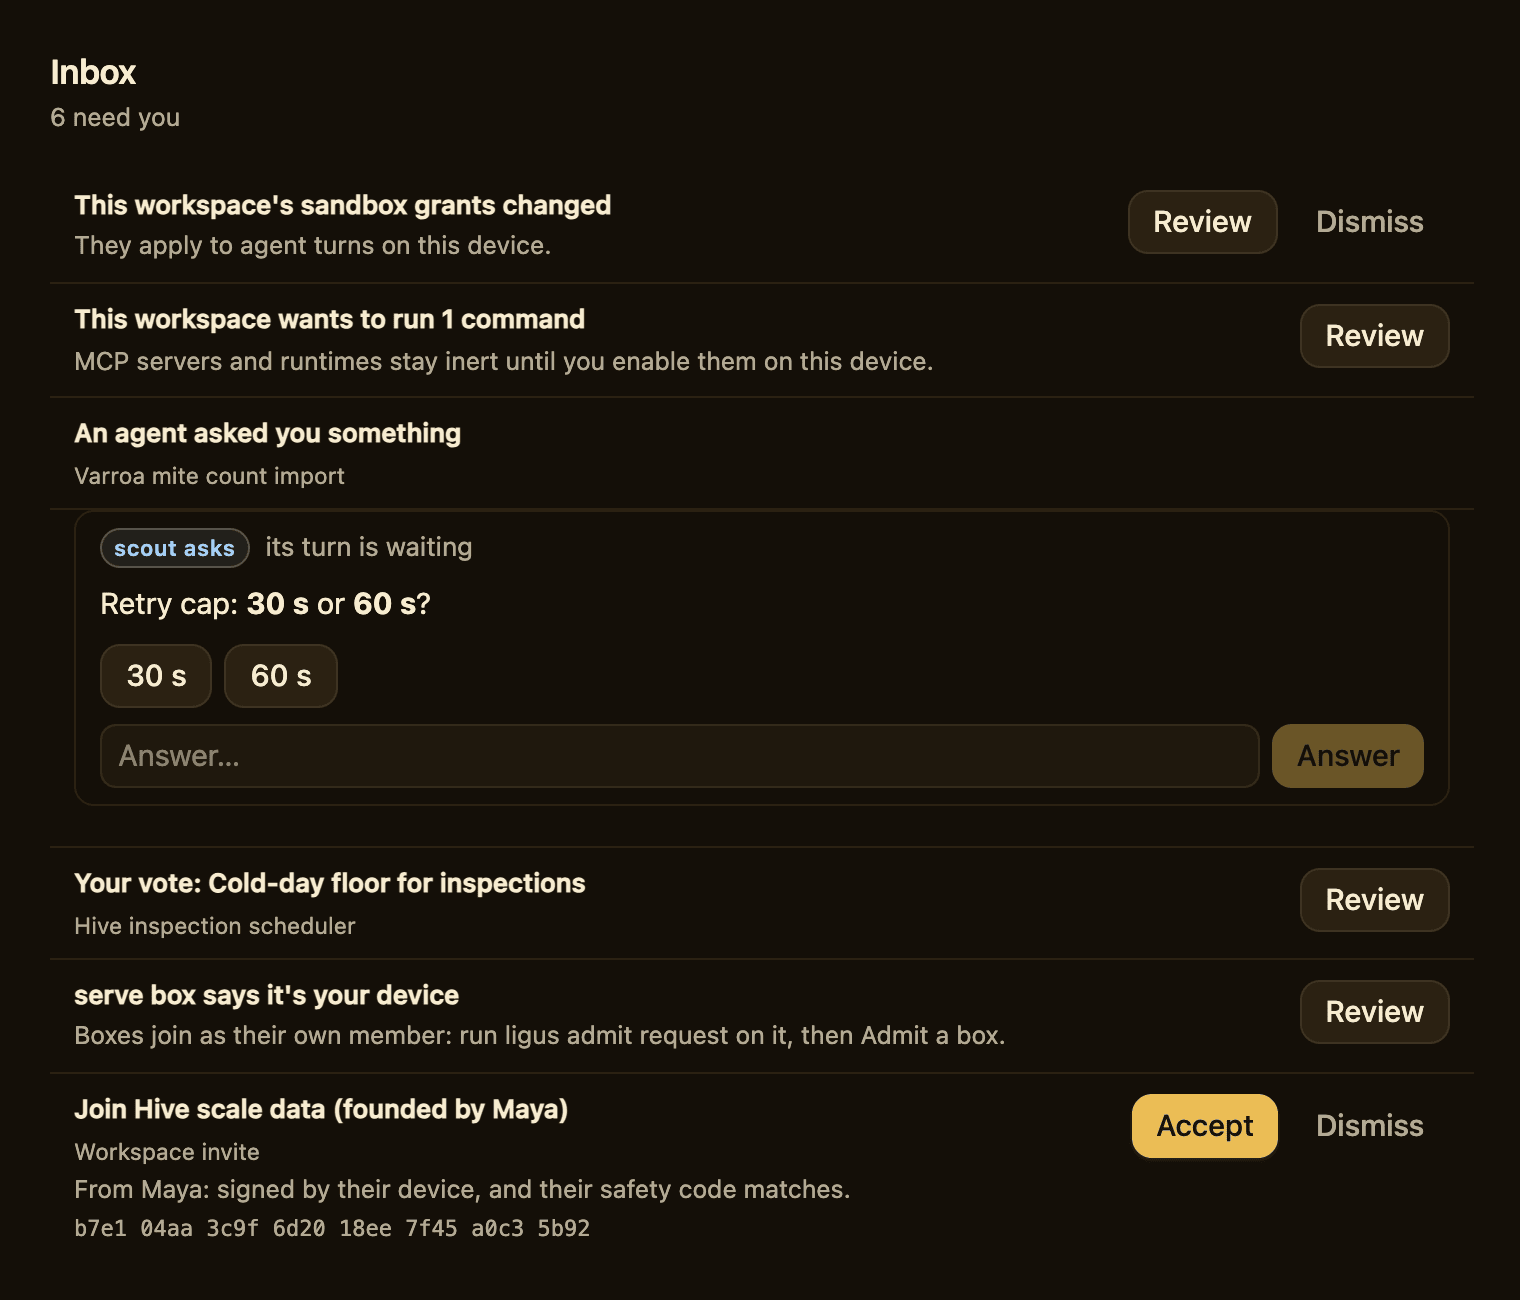 Inbox
6 need you
This workspace's sandbox grants changed
Review
Dismiss
They apply to agent turns on this device.
This workspace wants to run 1 command
Review
MCP servers and runtimes stay inert until you enable them on this device.
An agent asked you something
Varroa mite count import
scout asks its turn is waiting
Retry cap: 30 s or 60 s?
30 s 60 s
Answer... Answer
Your vote: Cold-day floor for inspections
Review
Hive inspection scheduler
serve box says it's your device
Review
Boxes join as their own member: run ligus admit request on it, then Admit a box.
Join Hive scale data (founded by Maya)
Accept
Dismiss
Workspace invite
From Maya: signed by their device, and their safety code matches.
b7e1 04aa 3c9f 6d20 18ee 7f45 a0c3 5b92